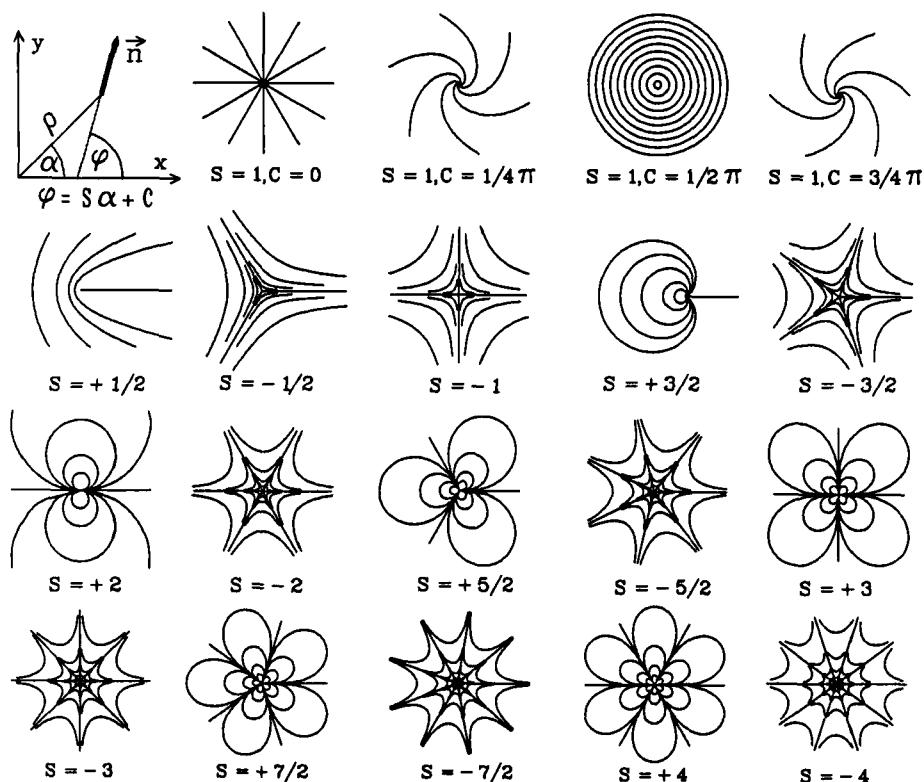 y
n
ρ
α
φ
x
φ = S α + C
S = 1, C = 0
S = 1, C = 1/4 π
S = 1, C = 1/2 π
S = 1, C = 3/4 π
S = + 1/2
S = - 1/2
S = - 1
S = + 3/2
S = - 3/2
S = + 2
S = - 2
S = + 5/2
S = - 5/2
S = + 3
S = - 3
S = + 7/2
S = - 7/2
S = + 4
S = - 4